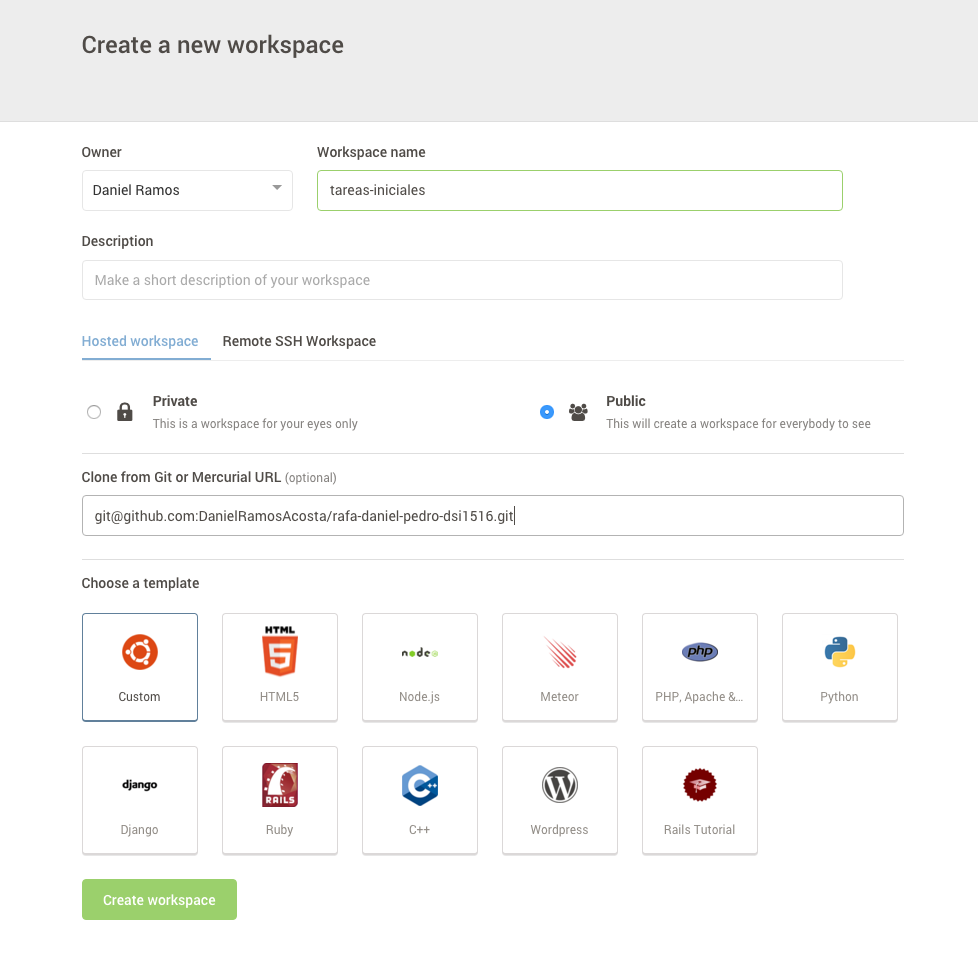 Create a new workspace
Owner
Workspace name
Daniel Ramos
tareas-iniciales
Description
Make a short description of your workspace
Hosted workspace
Remote SSH Workspace
Private
This is a workspace for your eyes only
Public
This will create a workspace for everybody to see
Clone from Git or Mercurial URL (optional)
git@github.com:DanielRamosAcosta/rafa-daniel-pedro-dsi1516.git
Choose a template
HTML
5
node
php
Custom
HTML5
Node.js
Meteor
PHP, Apache &...
Python
django
RAILS
C++
W
Django
Ruby
C++
Wordpress
Rails Tutorial
Create workspace